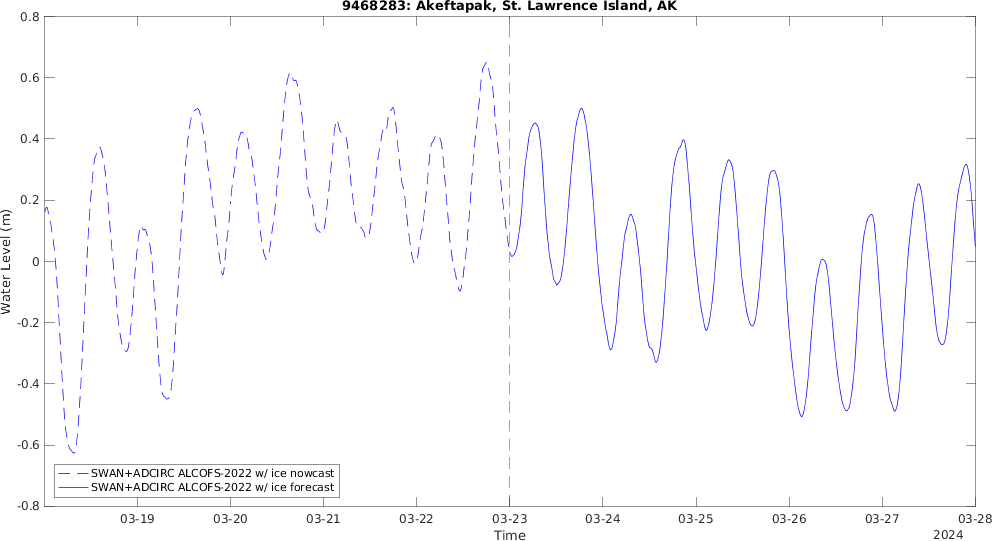 9468283: Akeftapak, St. Lawrence Island, AK
Water Level (m)
0.8
0.6
0.4
0.2
0
-0.2
-0.4
-0.6
-0.8
SWAN+ADCIRC ALCOFS-2022 w/ ice nowcast
SWAN+ADCIRC ALCOFS-2022 w/ ice forecast
03-19 03-20 03-21 03-22 03-23 03-24 03-25 03-26 03-27 03-28
Time
2024